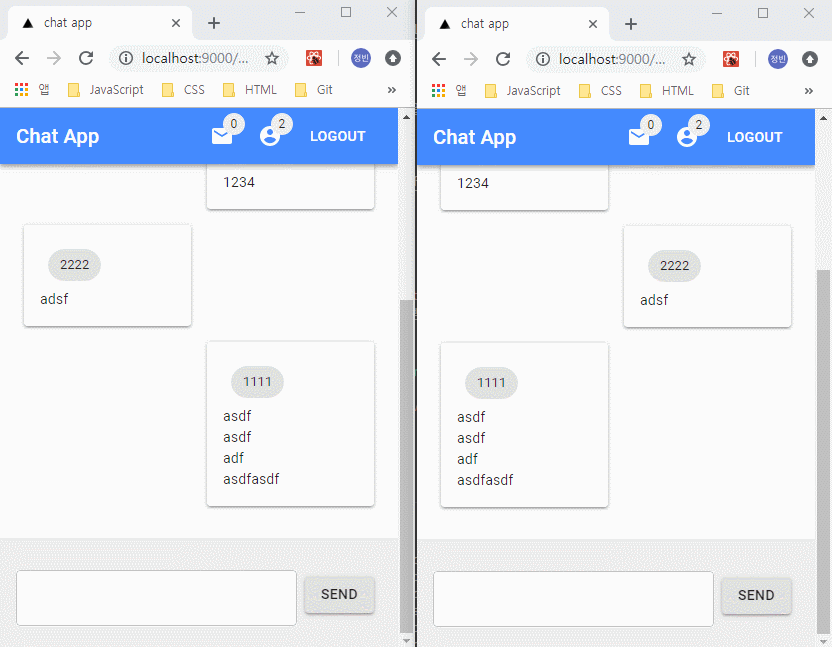 chat app
localhost:9000/...
정빈
앱
JavaScript
CSS
HTML
Git
»
Chat App
0
2
LOGOUT
1234
2222
adsf
1111
asdf
asdf
adf
asdfasdf
SEND
chat app
localhost:9000/...
정빈
앱
JavaScript
CSS
HTML
Git
»
Chat App
0
2
LOGOUT
1234
2222
adsf
1111
asdf
asdf
adf
asdfasdf
SEND